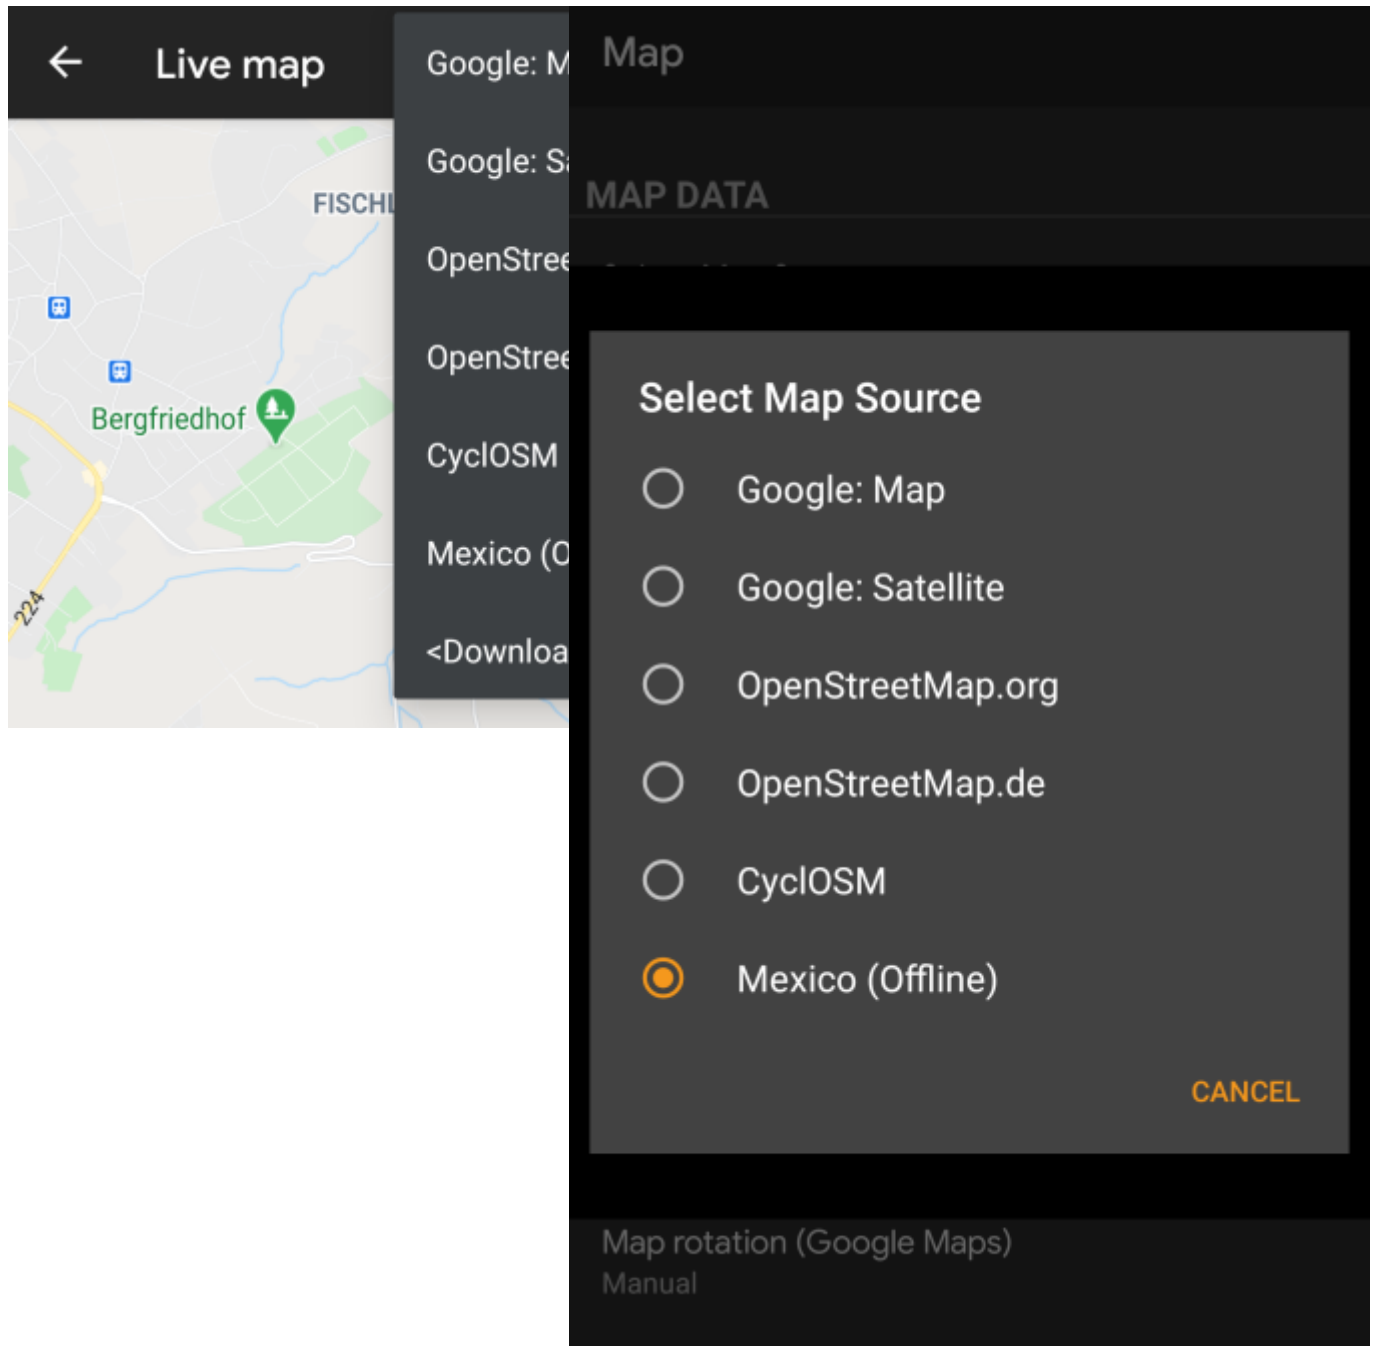 Live map
Google: M
Google: Sa
OpenStree
OpenStree
CyclOSM
Mexico (O
<Downloa
FISCHL
Bergfriedhof
224
Map
MAP DATA
Select Map Source
Google: Map
Google: Satellite
OpenStreetMap.org
OpenStreetMap.de
CyclOSM
Mexico (Offline)
CANCEL
Map rotation (Google Maps)
Manual